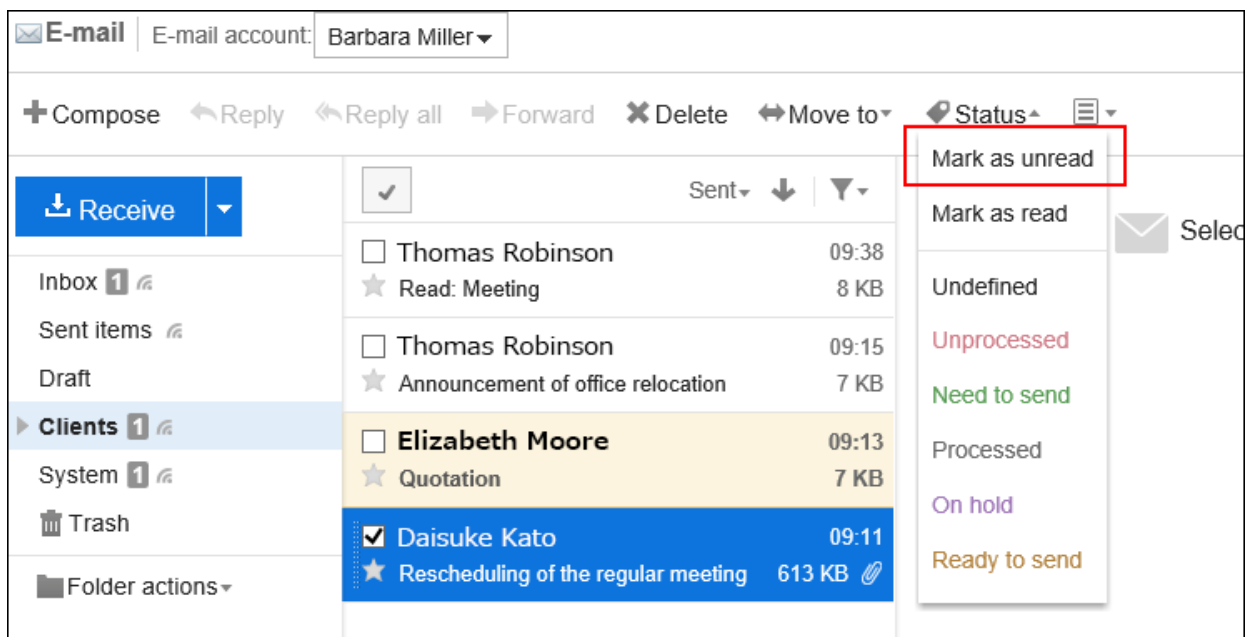 E-mail E-mail account: Barbara Miller
Compose Reply Reply all Forward Delete Move to Status
Mark as unread
Mark as read
Undefined
Unprocessed
Need to send
Processed
On hold
Ready to send
Receive
Inbox 1
Sent items
Draft
Clients 1
System 1
Trash
Folder actions
Sent
Thomas Robinson 09:38
Read: Meeting 8 KB
Thomas Robinson 09:15
Announcement of office relocation 7 KB
Elizabeth Moore 09:13
Quotation 7 KB
Daisuke Kato 09:11
Rescheduling of the regular meeting 613 KB
Selec